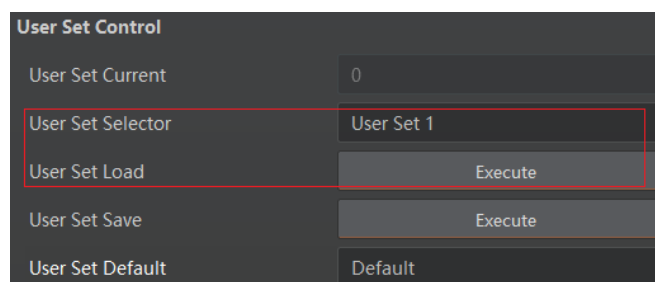 User Set Control
User Set Current 0
User Set Selector User Set 1
User Set Load Execute
User Set Save Execute
User Set Default Default